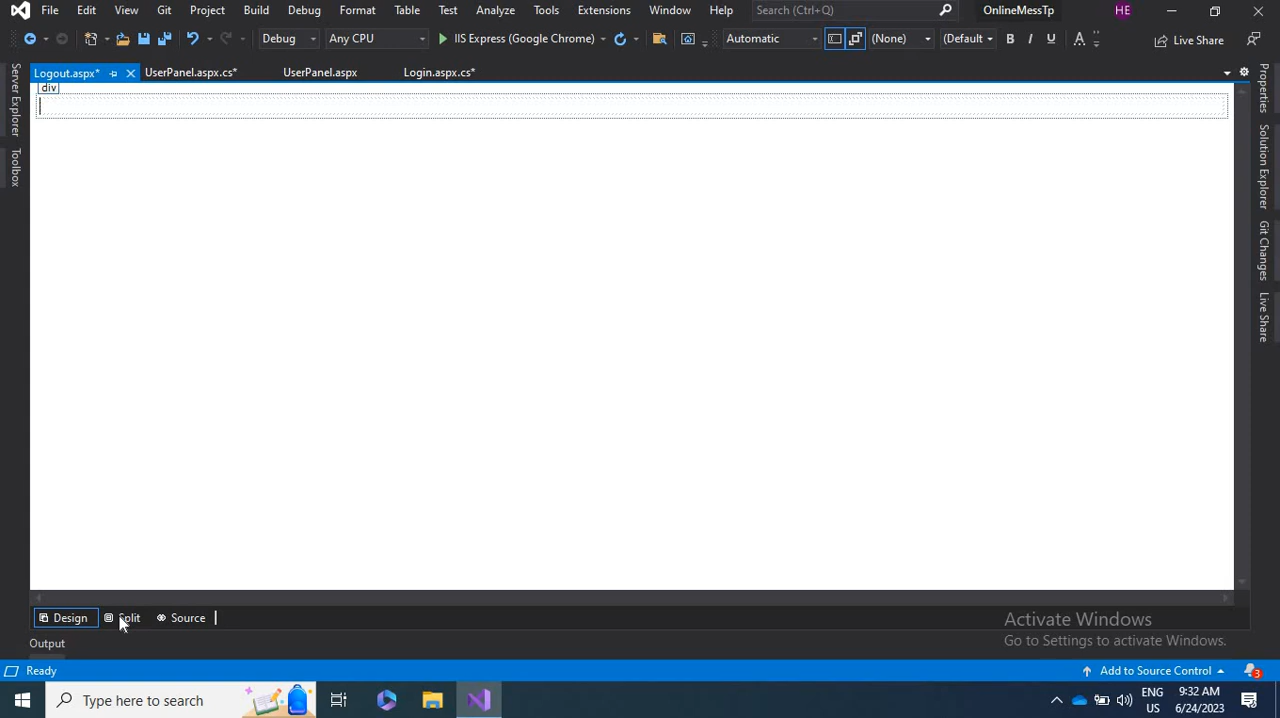 File Edit View Git Project Build Debug Format Table Test Analyze Tools Extensions Window Help Search (Ctrl+Q) OnlineMessTp HE
Debug Any CPU IIS Express (Google Chrome) Automatic (None) (Default B I U A Live Share
Logout.aspx* UserPanel.aspx.cs* UserPanel.aspx Login.aspx.cs*
div
Server Explorer
Toolbox
Properties
Solution Explorer
Git Changes
Live Share
Design Split Source
Activate Windows
Go to Settings to activate Windows.
Output
Ready Add to Source Control 3
Type here to search
ENG
US
9:32 AM
6/24/2023